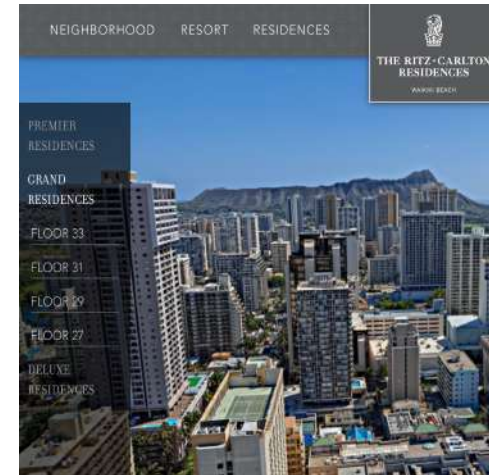 NEIGHBORHOOD RESORT RESIDENCES
THE RITZ-CARLTON
RESIDENCES
WAIKIKI BEACH
PREMIER
RESIDENCES
GRAND
RESIDENCES
FLOOR 33
FLOOR 31
FLOOR 29
FLOOR 27
DELUXE
RESIDENCES